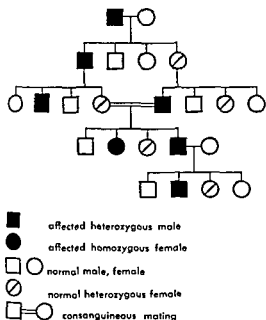 affected heterozygous male
affected homozygous female
normal male, female
normal heterozygous female
consanguineous mating